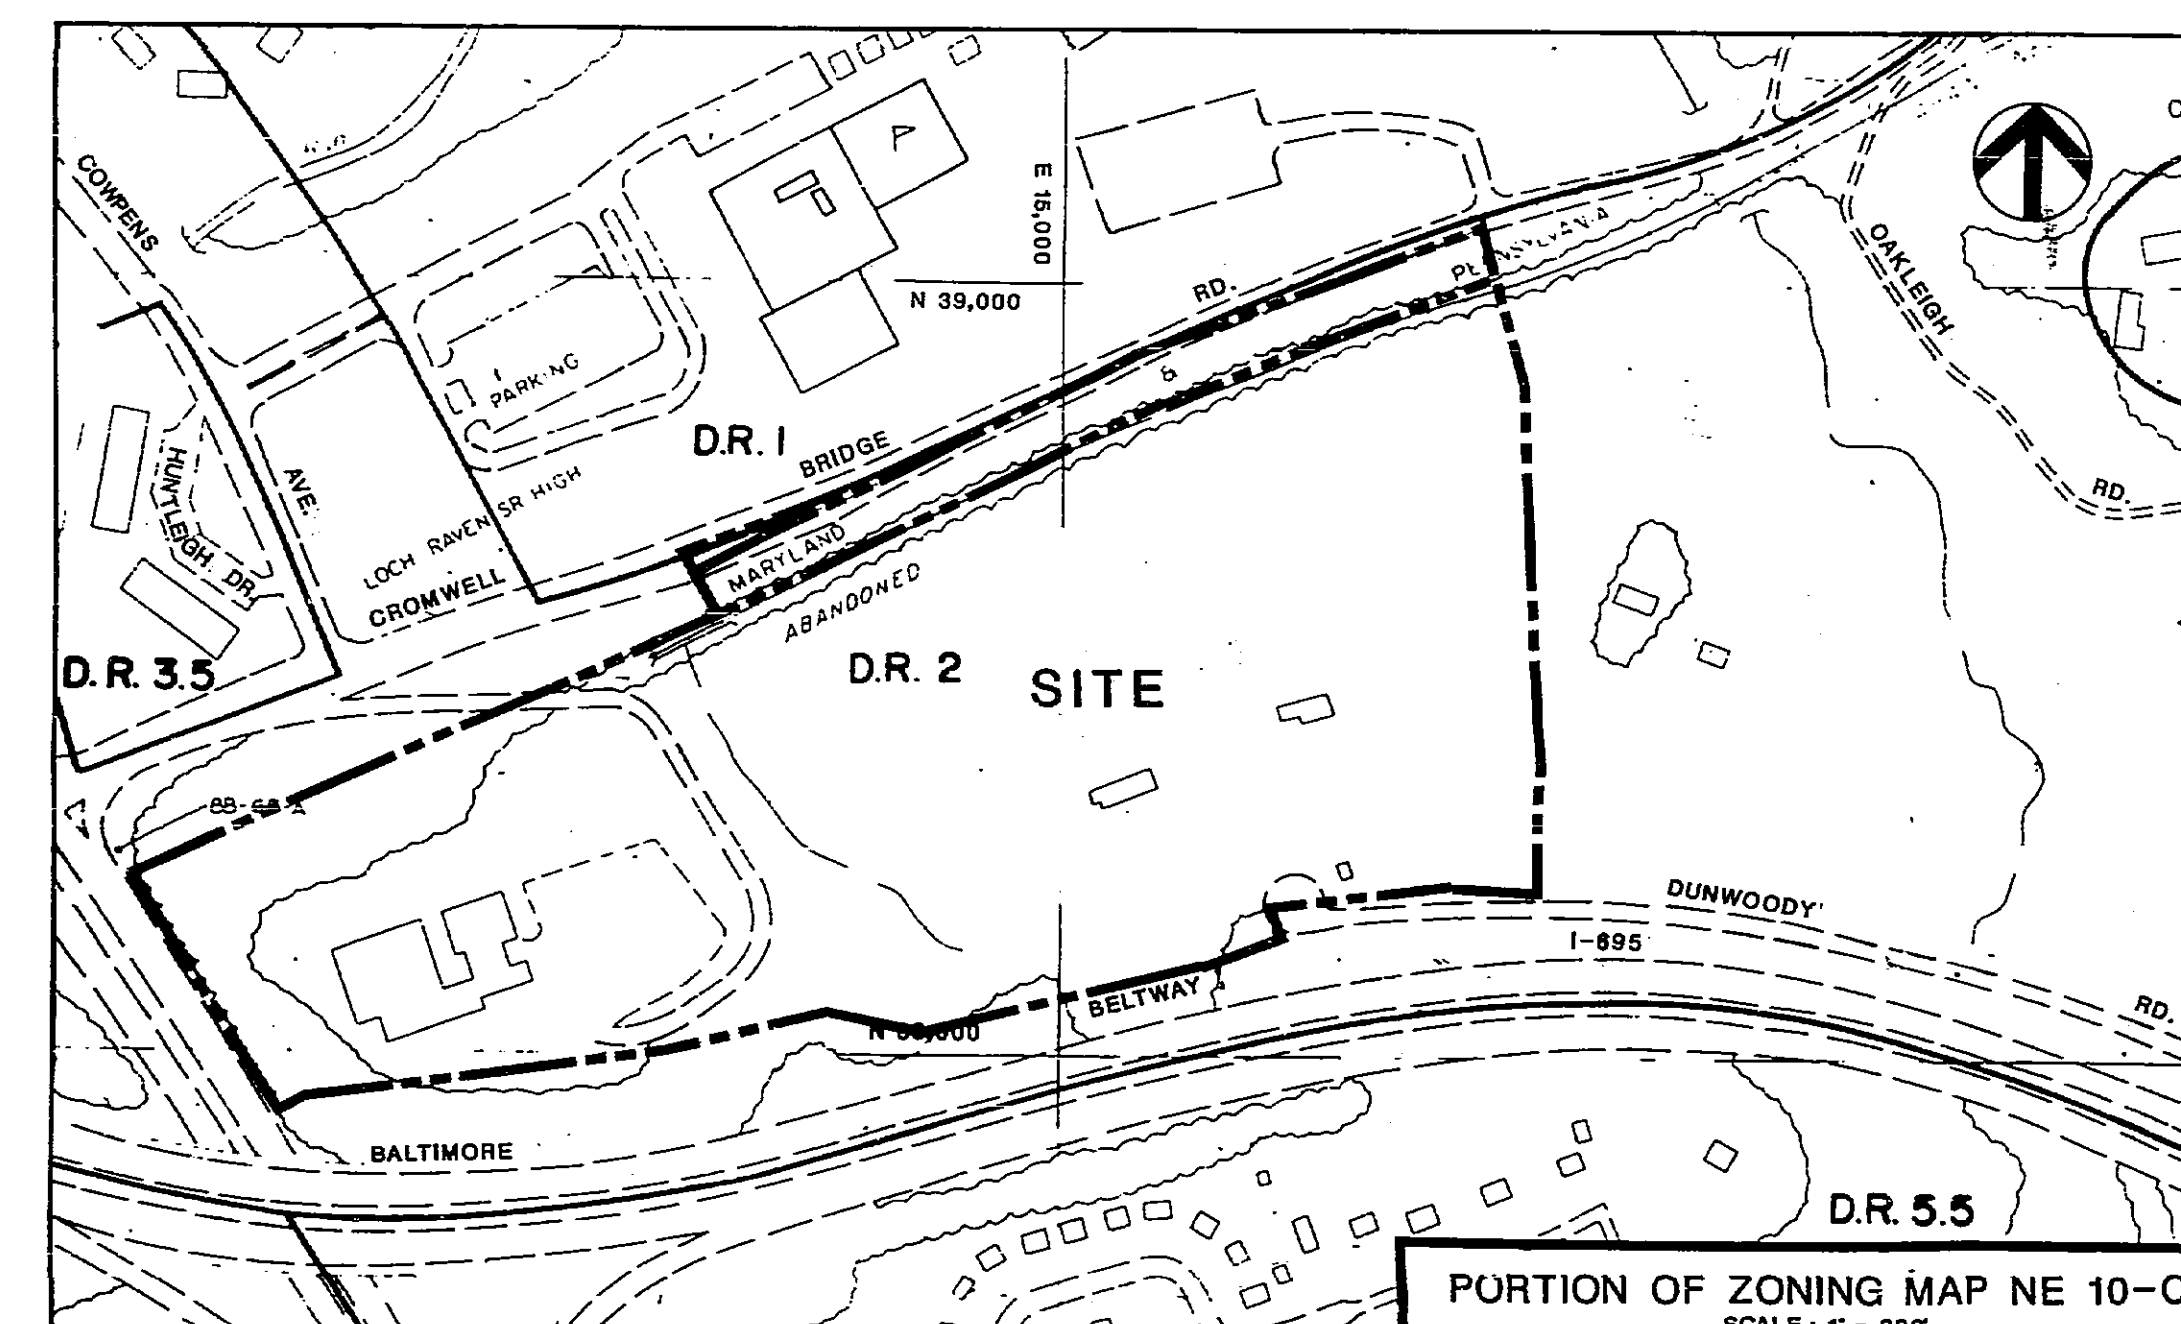 COWPENS
AVE.
E 15,000
N 39,000
PARKING
D.R. 1
BRIDGE
RD.
&
OAKLEIGH
RD.
HUNTLEIGH DR.
LOCH RAVEN SR HIGH
CROMWELL
MARYLAND
ABANDONED
D.R. 3.5
D.R. 2
SITE
DUNWOODY
RD.
I-695
BELTWAY
BALTIMORE
D.R. 5.5
PORTION OF ZONING MAP NE 10-